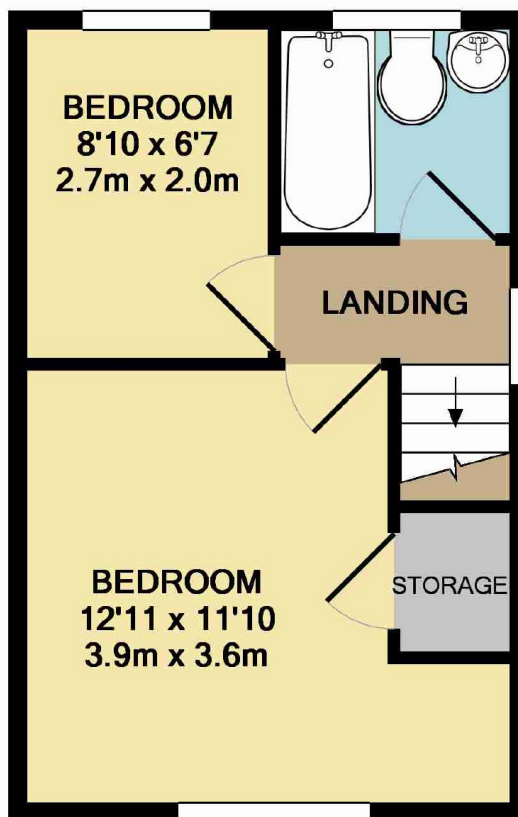 BEDROOM
8'10 x 6'7
2.7m x 2.0m
LANDING
BEDROOM
12'11 x 11'10
3.9m x 3.6m
STORAGE